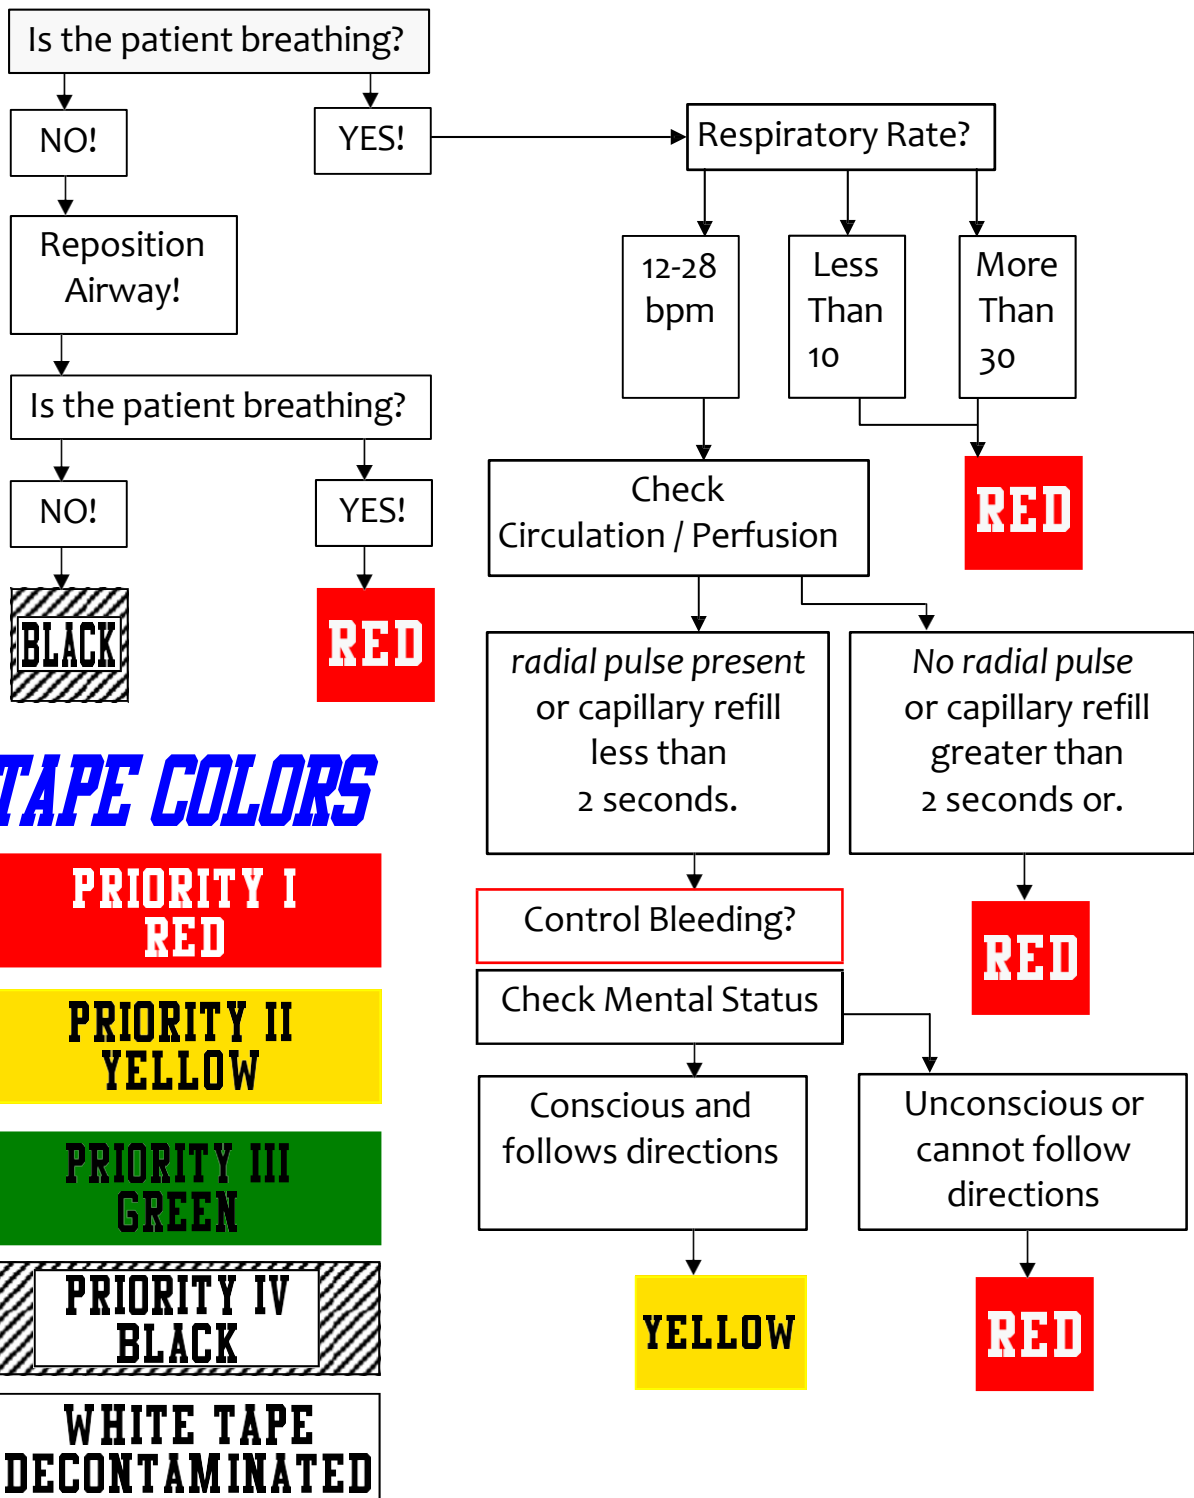 Is the patient breathing?
NO!
YES!
Respiratory Rate?
Reposition
Airway!
12-28
bpm
Less
Than
10
More
Than
30
Is the patient breathing?
NO!
YES!
Check
Circulation / Perfusion
RED
BLACK
RED
radial pulse present
or capillary refill
less than
2 seconds.
No radial pulse
or capillary refill
greater than
2 seconds or.
TAPE COLORS
PRIORITY I
RED
PRIORITY II
YELLOW
PRIORITY III
GREEN
PRIORITY IV
BLACK
WHITE TAPE
DECONTAMINATED
Control Bleeding?
RED
Check Mental Status
Conscious and
follows directions
Unconscious or
cannot follow
directions
YELLOW
RED